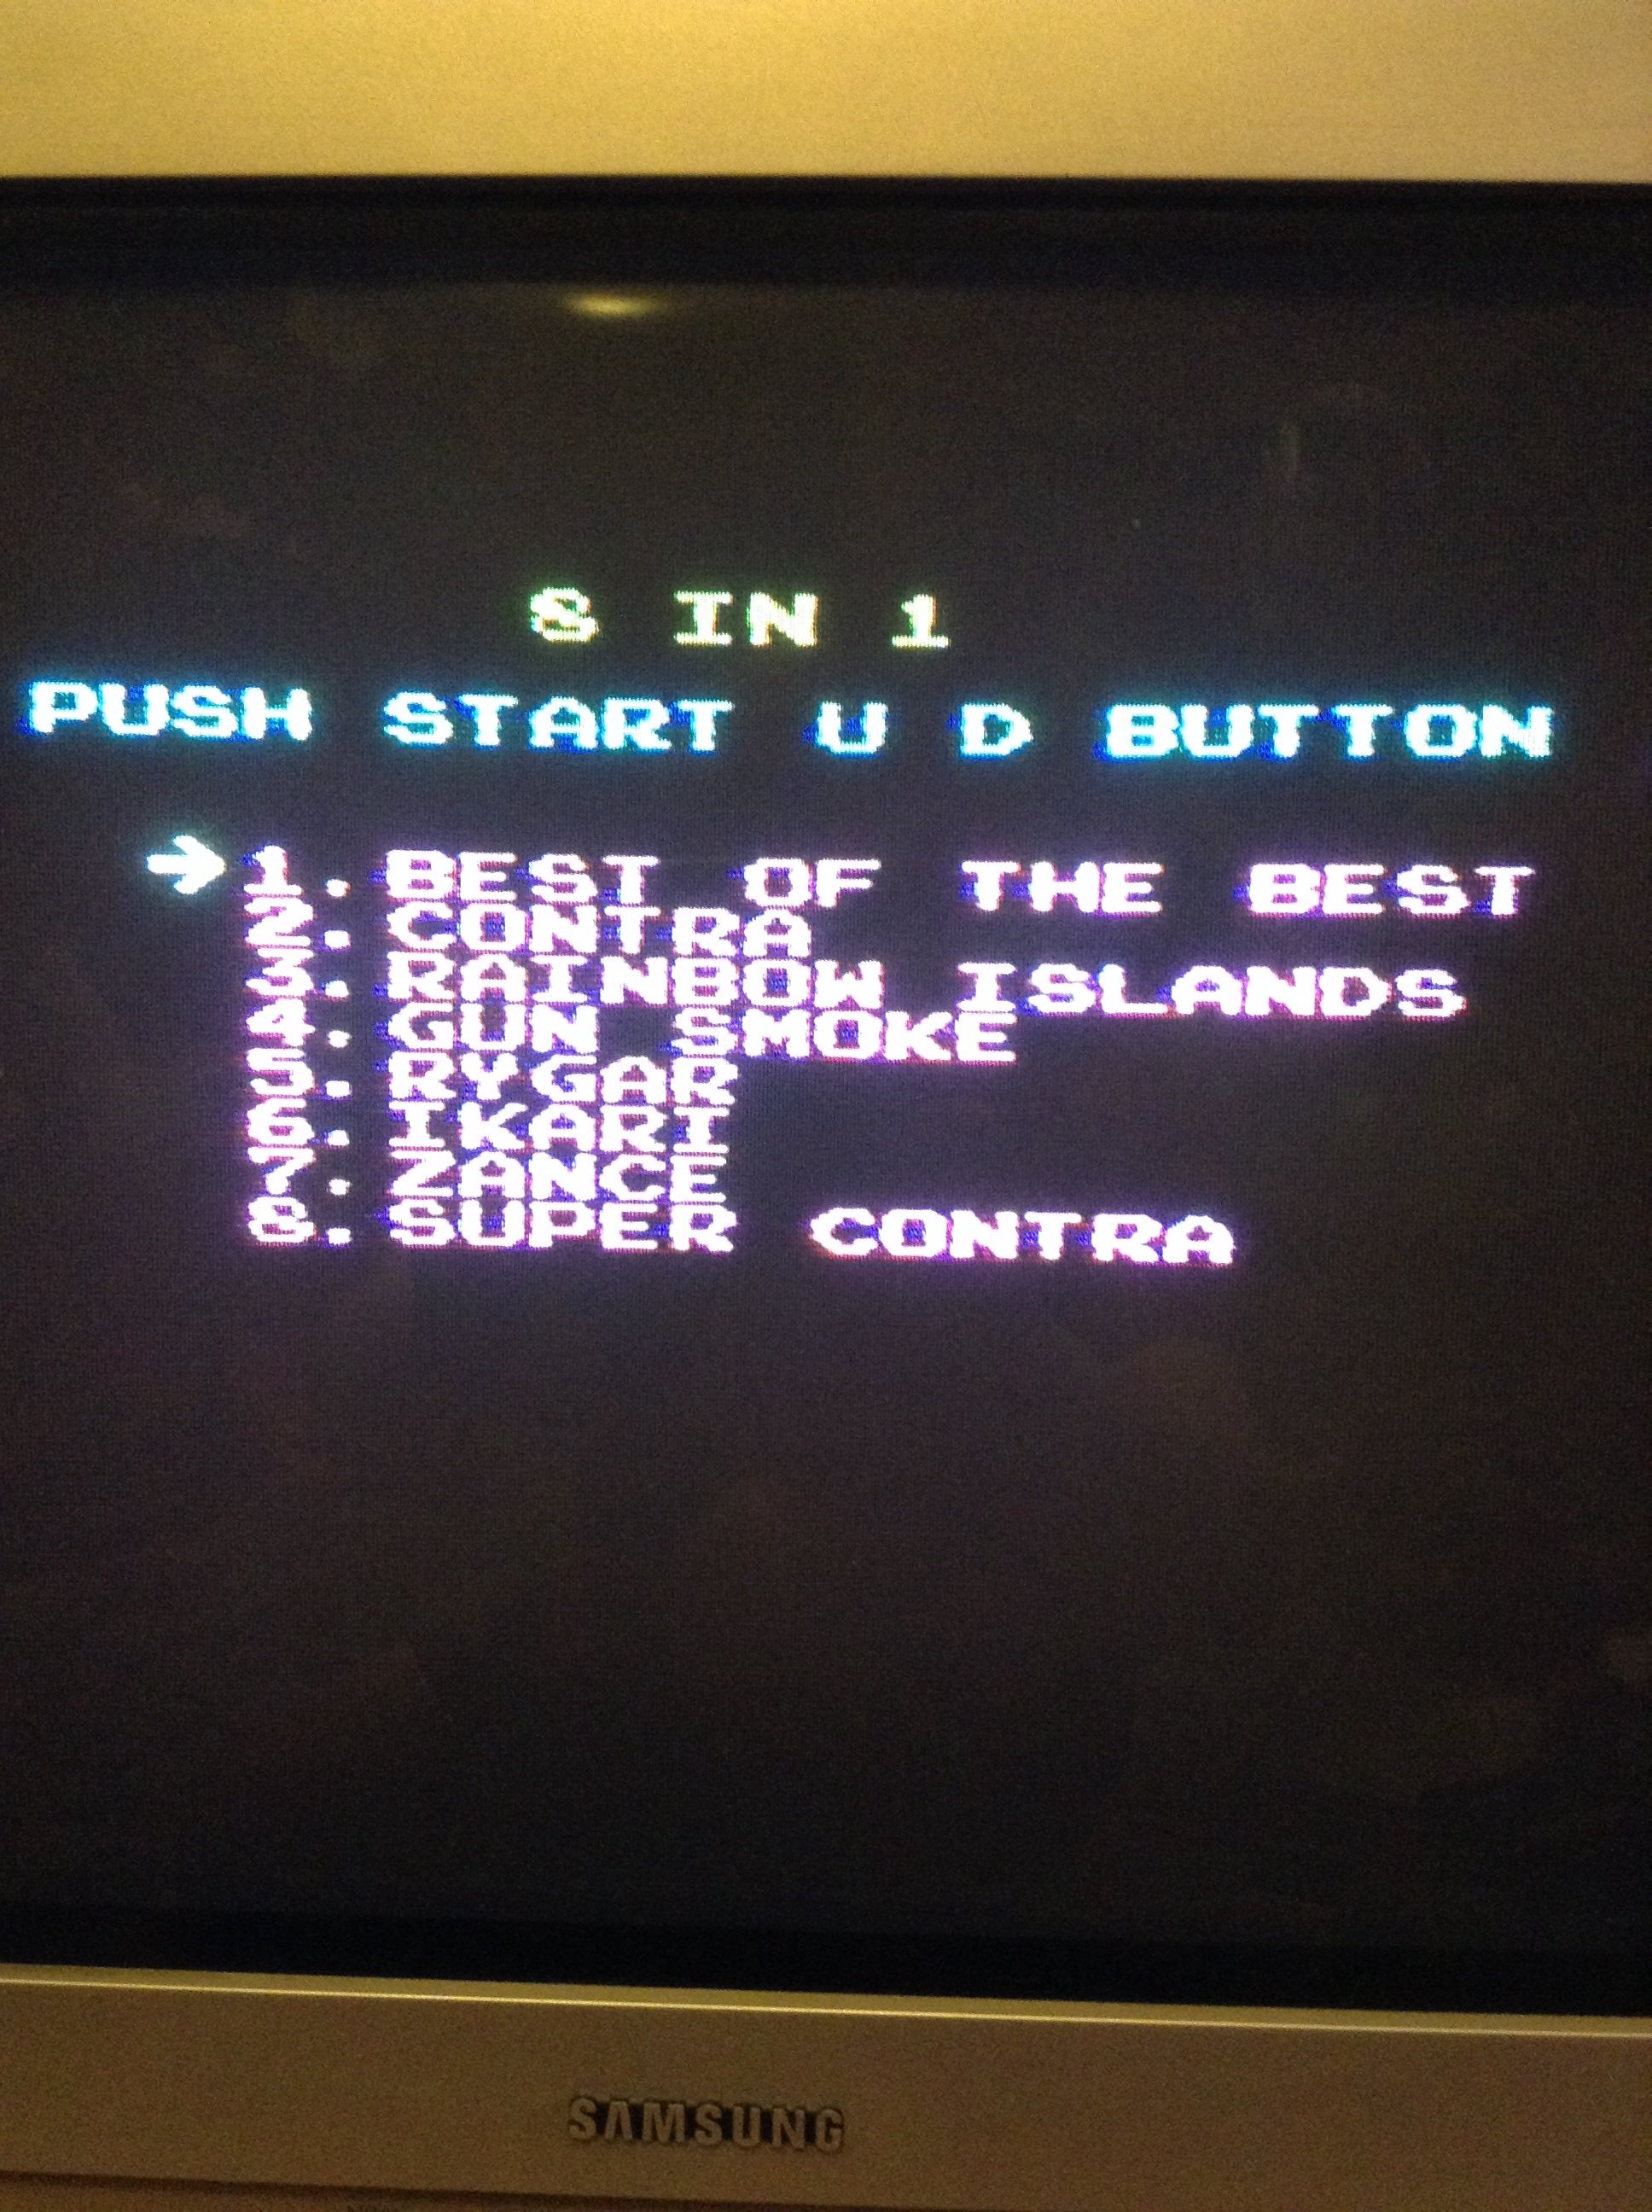 8 IN 1
PUSH START U D BUTTON
→1. BEST OF THE BEST
2. CONTRA
3. RAINBOW ISLANDS
4. GUN SMOKE
5. RYGAR
6. IKARI
7. ZANCE
8. SUPER CONTRA
SAMSUNG